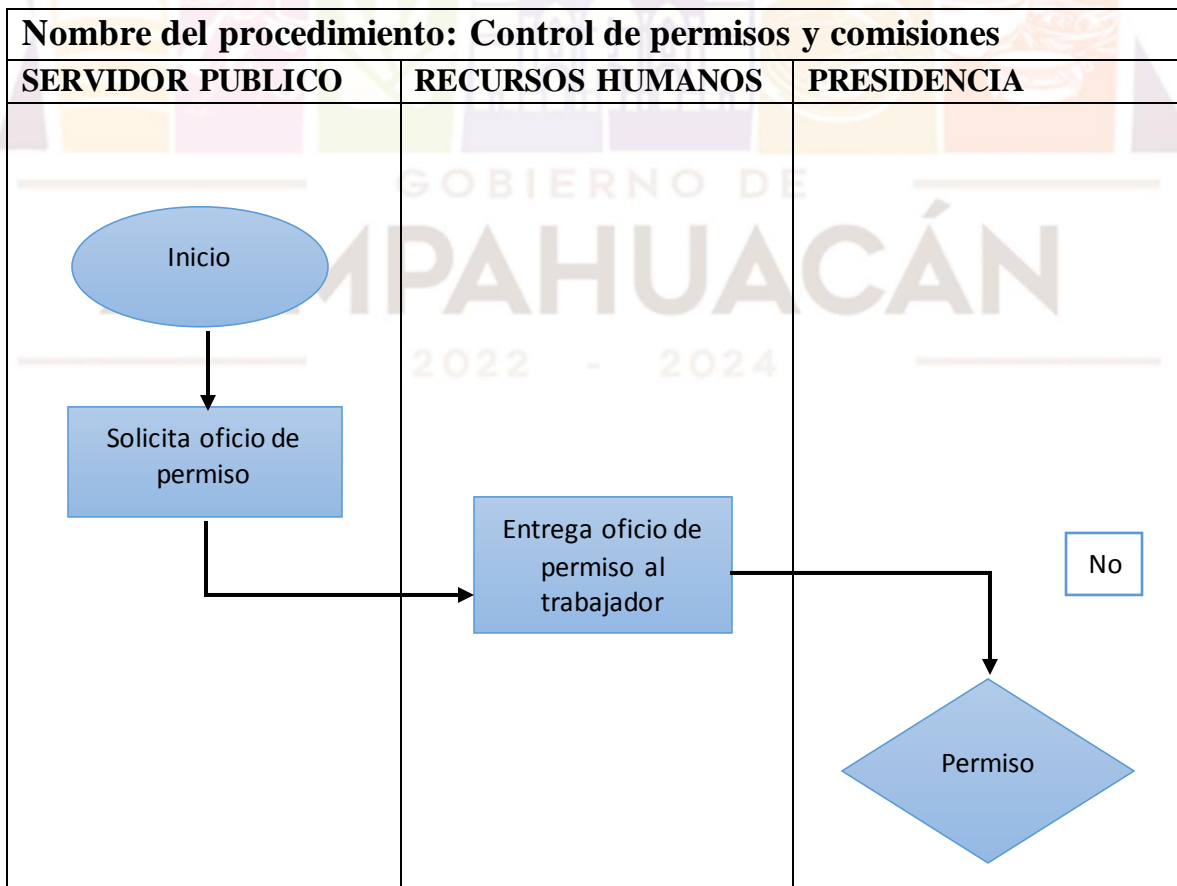 Nombre del procedimiento: Control de permisos y comisiones
SERVIDOR PUBLICO
RECURSOS HUMANOS
PRESIDENCIA
GOBIERNO DE
MPAHUACÁN
2022 - 2024
Inicio
Solicita oficio de
permiso
Entrega oficio de
permiso al
trabajador
No
Permiso